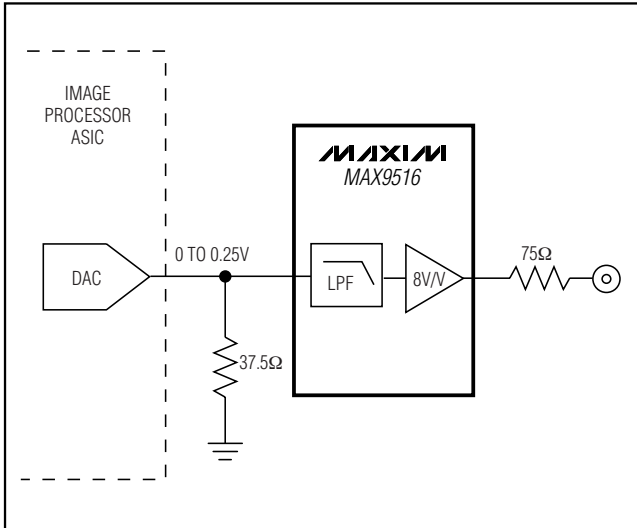 IMAGE
PROCESSOR
ASIC
MAXIM
MAX9516
DAC
0 TO 0.25V
LPF
8V/V
75Ω
37.5Ω